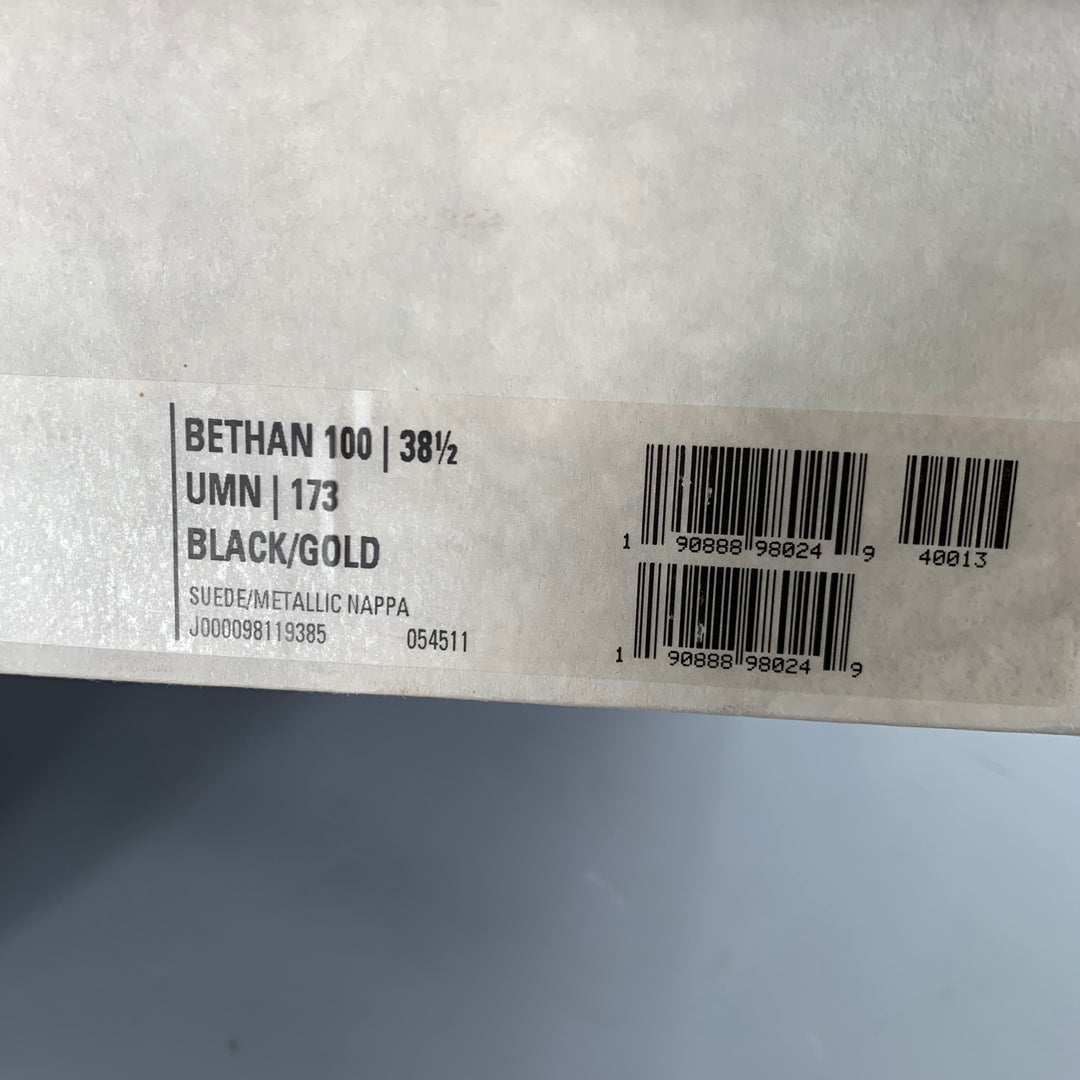 BETHAN 100 | 38½
UMN | 173
BLACK/GOLD
SUEDE/METALLIC NAPPA
J000098119385 054511
1 90888 98024 9
40013
1 90888 98024 9